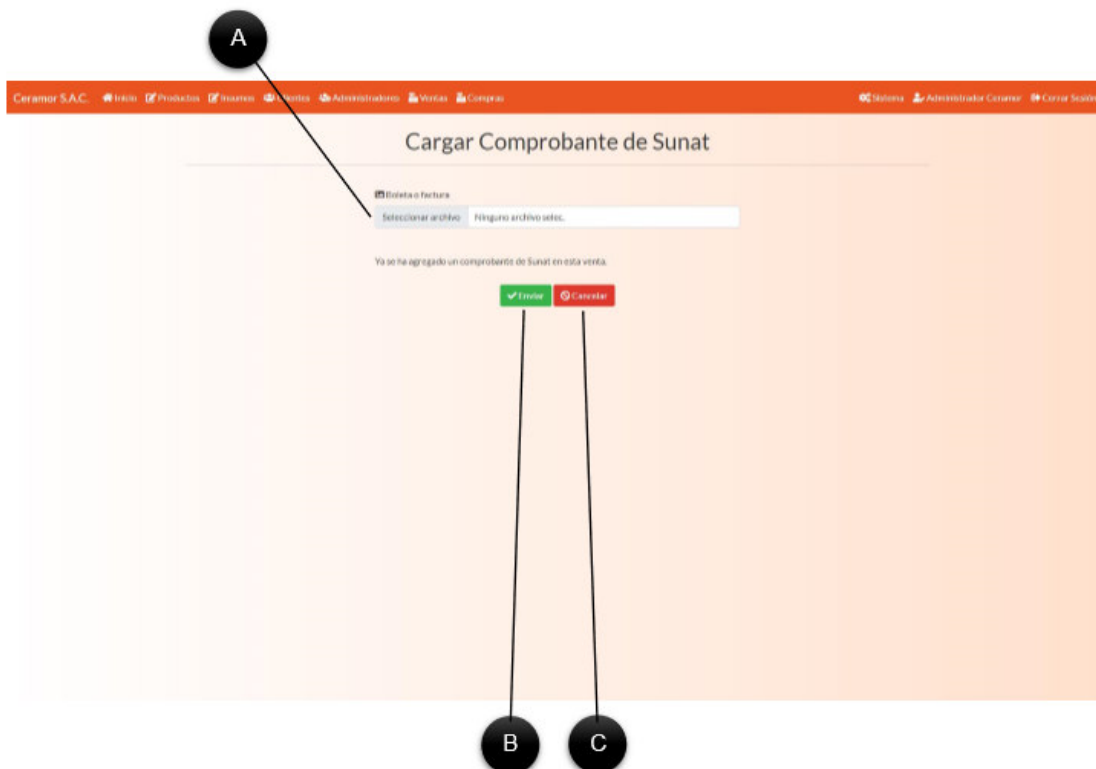 A
Ceramor S.A.C. Inicio Productos Insumos Clientes Administradores Ventas Compras Sistema Administrador Ceramor Cerrar Sesión
Cargar Comprobante de Sunat
Boleta o factura
Seleccionar archivo Ninguno archivo selec.
Ya se ha agregado un comprobante de Sunat en esta venta.
Enviar Cancelar
B C